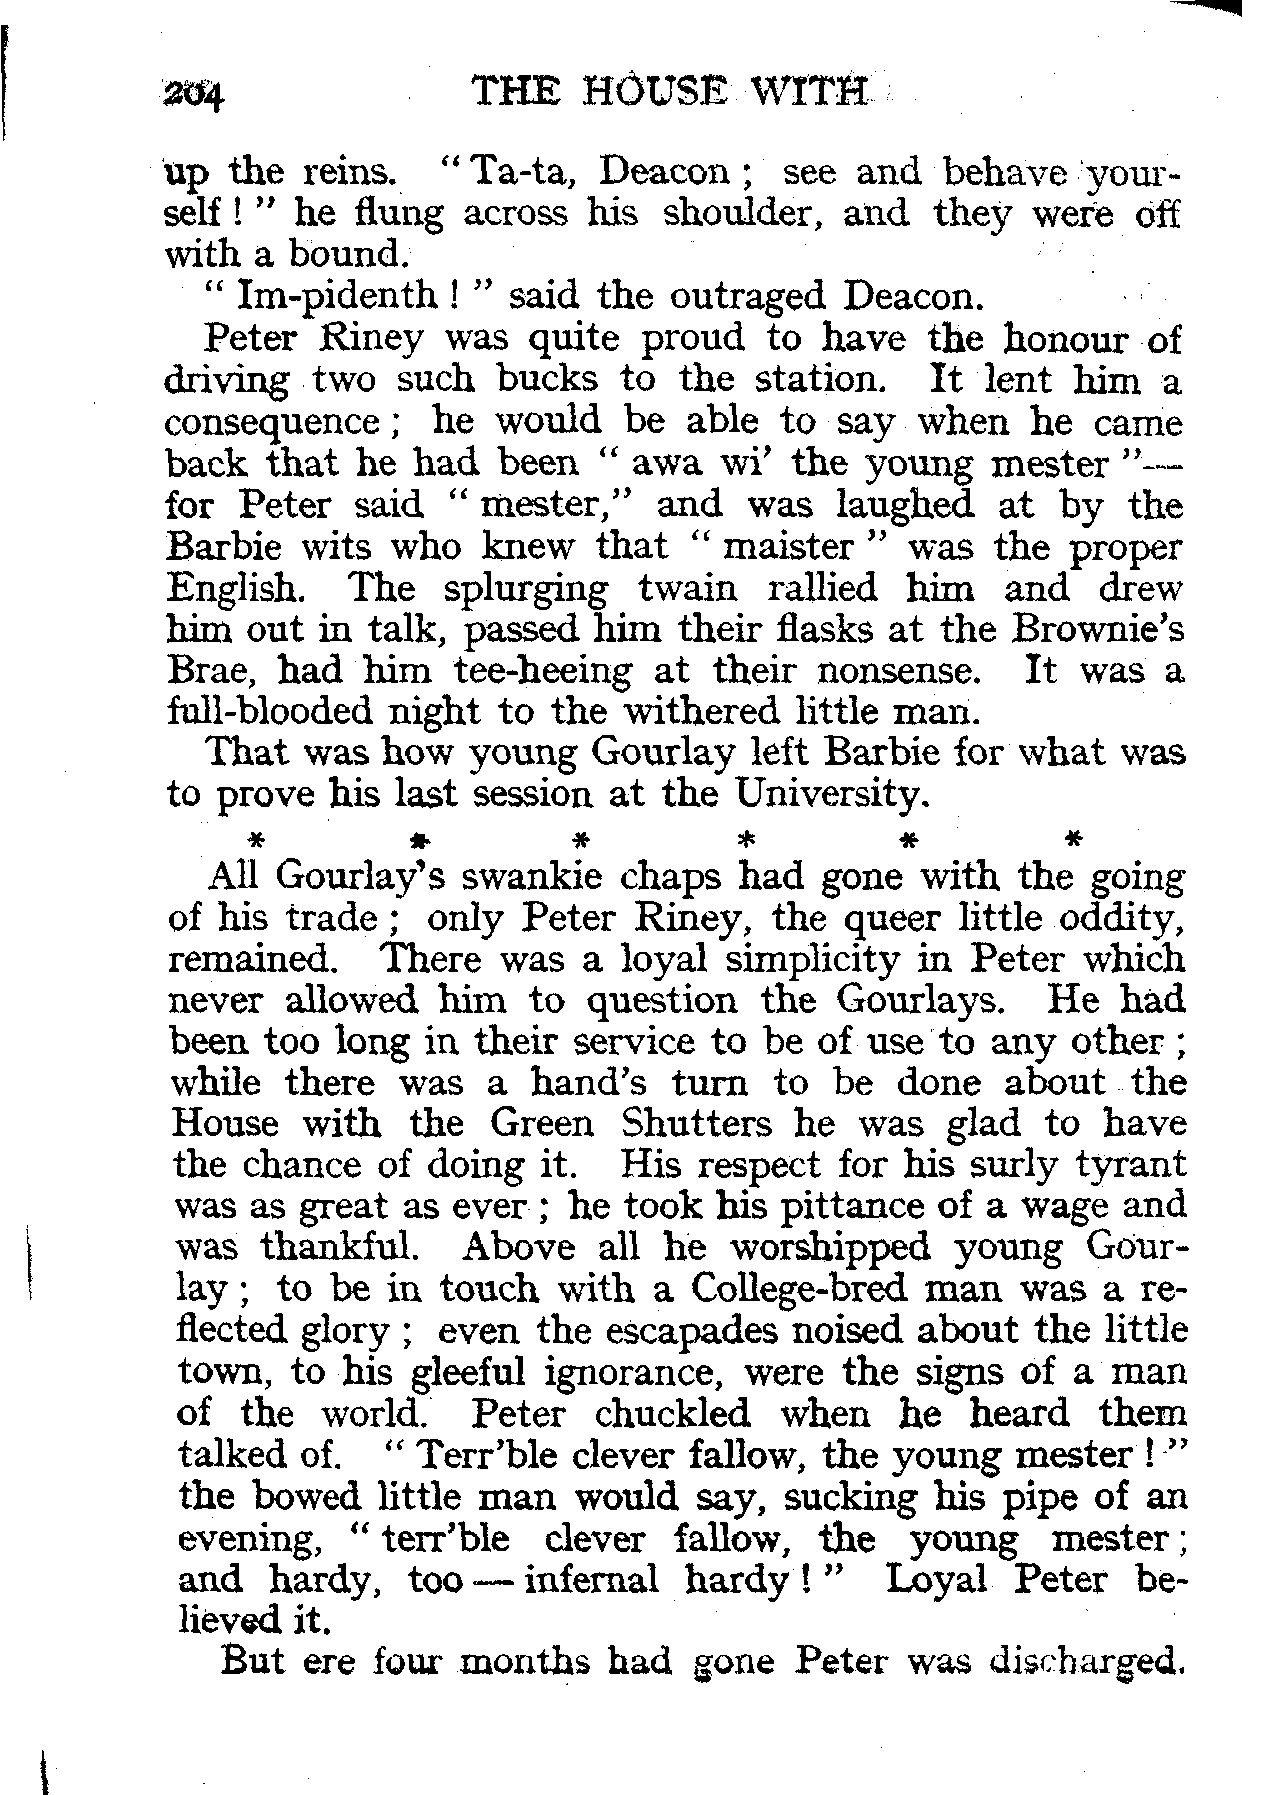 204 THE HOUSE WITH
up the reins. “ Ta-ta, Deacon ; see and behave your-
self ! ” he flung across his shoulder, and they were off
with a bound.
“ Im-pidenth ! ” said the outraged Deacon.
Peter Riney was quite proud to have the honour of
driving two such bucks to the station. It lent him a
consequence ; he would be able to say when he came
back that he had been “ awa wi’ the young mester ”—
for Peter said “ mester,” and was laughed at by the
Barbie wits who knew that “ maister ” was the proper
English. The splurging twain rallied him and drew
him out in talk, passed him their flasks at the Brownie’s
Brae, had him tee-heeing at their nonsense. It was a
full-blooded night to the withered little man.
That was how young Gourlay left Barbie for what was
to prove his last session at the University.
* * * * * *
All Gourlay’s swankie chaps had gone with the going
of his trade ; only Peter Riney, the queer little oddity,
remained. There was a loyal simplicity in Peter which
never allowed him to question the Gourlays. He had
been too long in their service to be of use to any other ;
while there was a hand’s turn to be done about the
House with the Green Shutters he was glad to have
the chance of doing it. His respect for his surly tyrant
was as great as ever ; he took his pittance of a wage and
was thankful. Above all he worshipped young Gour-
lay ; to be in touch with a College-bred man was a re-
flected glory ; even the escapades noised about the little
town, to his gleeful ignorance, were the signs of a man
of the world. Peter chuckled when he heard them
talked of. “ Terr’ble clever fallow, the young mester ! ”
the bowed little man would say, sucking his pipe of an
evening, “ terr’ble clever fallow, the young mester ;
and hardy, too — infernal hardy ! ” Loyal Peter be-
lieved it.
But ere four months had gone Peter was discharged.